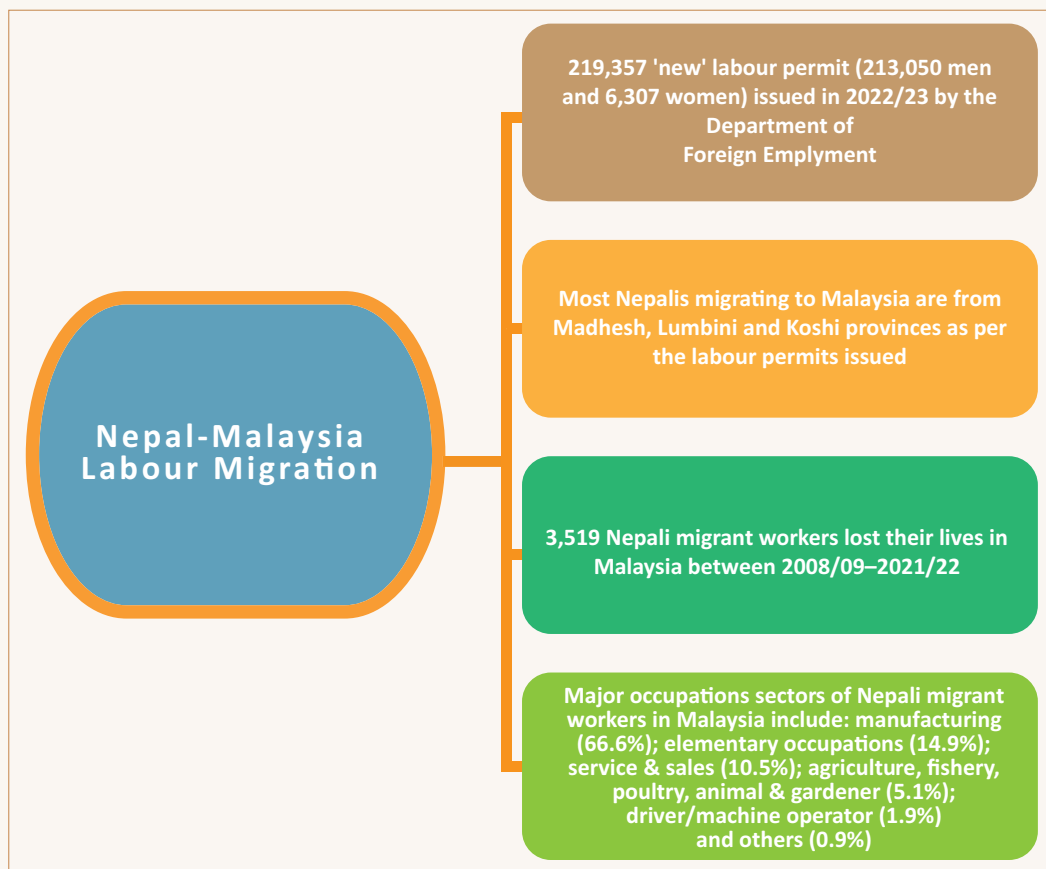 Nepal-Malaysia
Labour Migration
219,357 'new' labour permit (213,050 men
and 6,307 women) issued in 2022/23 by the
Department of
Foreign Emplyment
Most Nepalis migrating to Malaysia are from
Madhesh, Lumbini and Koshi provinces as per
the labour permits issued
3,519 Nepali migrant workers lost their lives in
Malaysia between 2008/09–2021/22
Major occupations sectors of Nepali migrant
workers in Malaysia include: manufacturing
(66.6%); elementary occupations (14.9%);
service & sales (10.5%); agriculture, fishery,
poultry, animal & gardener (5.1%);
driver/machine operator (1.9%)
and others (0.9%)